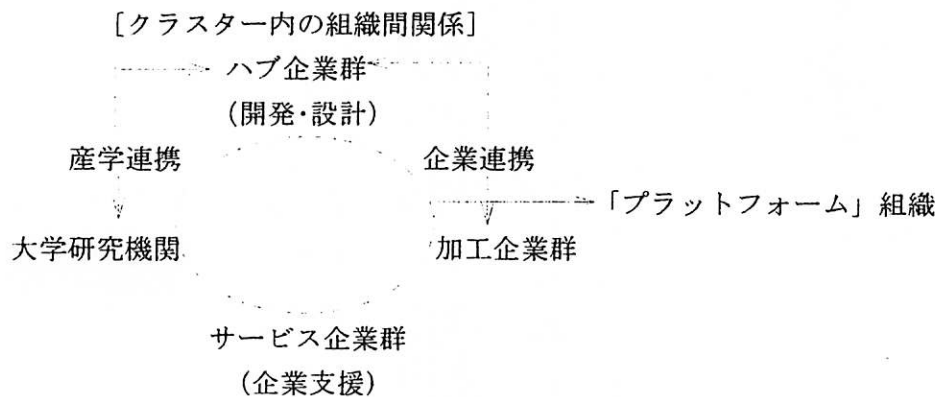 ［クラスター内の組織間関係］
ハブ企業群
（開発・設計）
産学連携
企業連携
「プラットフォーム」組織
大学研究機関
加工企業群
サービス企業群
（企業支援）